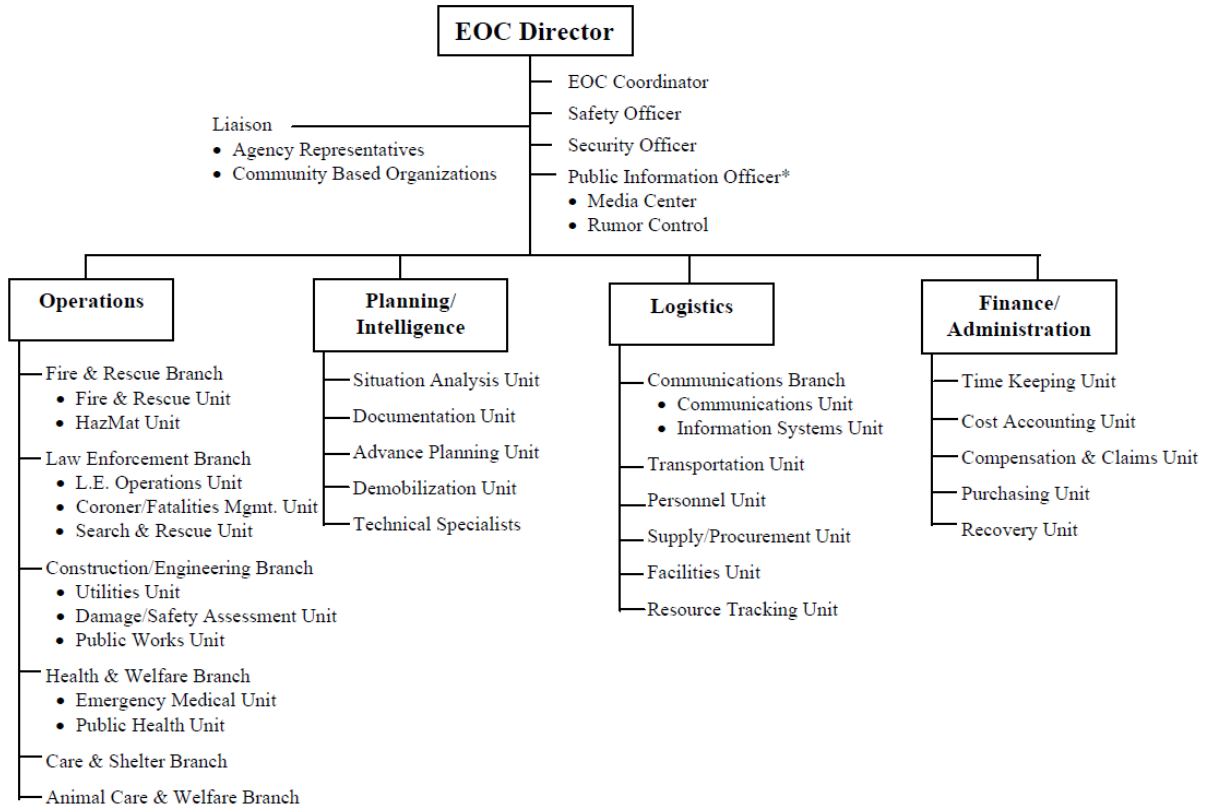 EOC Director
EOC Coordinator
Safety Officer
Security Officer
Public Information Officer*
• Media Center
• Rumor Control
Liaison
• Agency Representatives
• Community Based Organizations
Operations
Fire & Rescue Branch
• Fire & Rescue Unit
• HazMat Unit
Law Enforcement Branch
• L.E. Operations Unit
• Coroner/Fatalities Mgmt. Unit
• Search & Rescue Unit
Construction/Engineering Branch
• Utilities Unit
• Damage/Safety Assessment Unit
• Public Works Unit
Health & Welfare Branch
• Emergency Medical Unit
• Public Health Unit
Care & Shelter Branch
Animal Care & Welfare Branch
Planning/
Intelligence
Situation Analysis Unit
Documentation Unit
Advance Planning Unit
Demobilization Unit
Technical Specialists
Logistics
Communications Branch
• Communications Unit
• Information Systems Unit
Transportation Unit
Personnel Unit
Supply/Procurement Unit
Facilities Unit
Resource Tracking Unit
Finance/
Administration
Time Keeping Unit
Cost Accounting Unit
Compensation & Claims Unit
Purchasing Unit
Recovery Unit